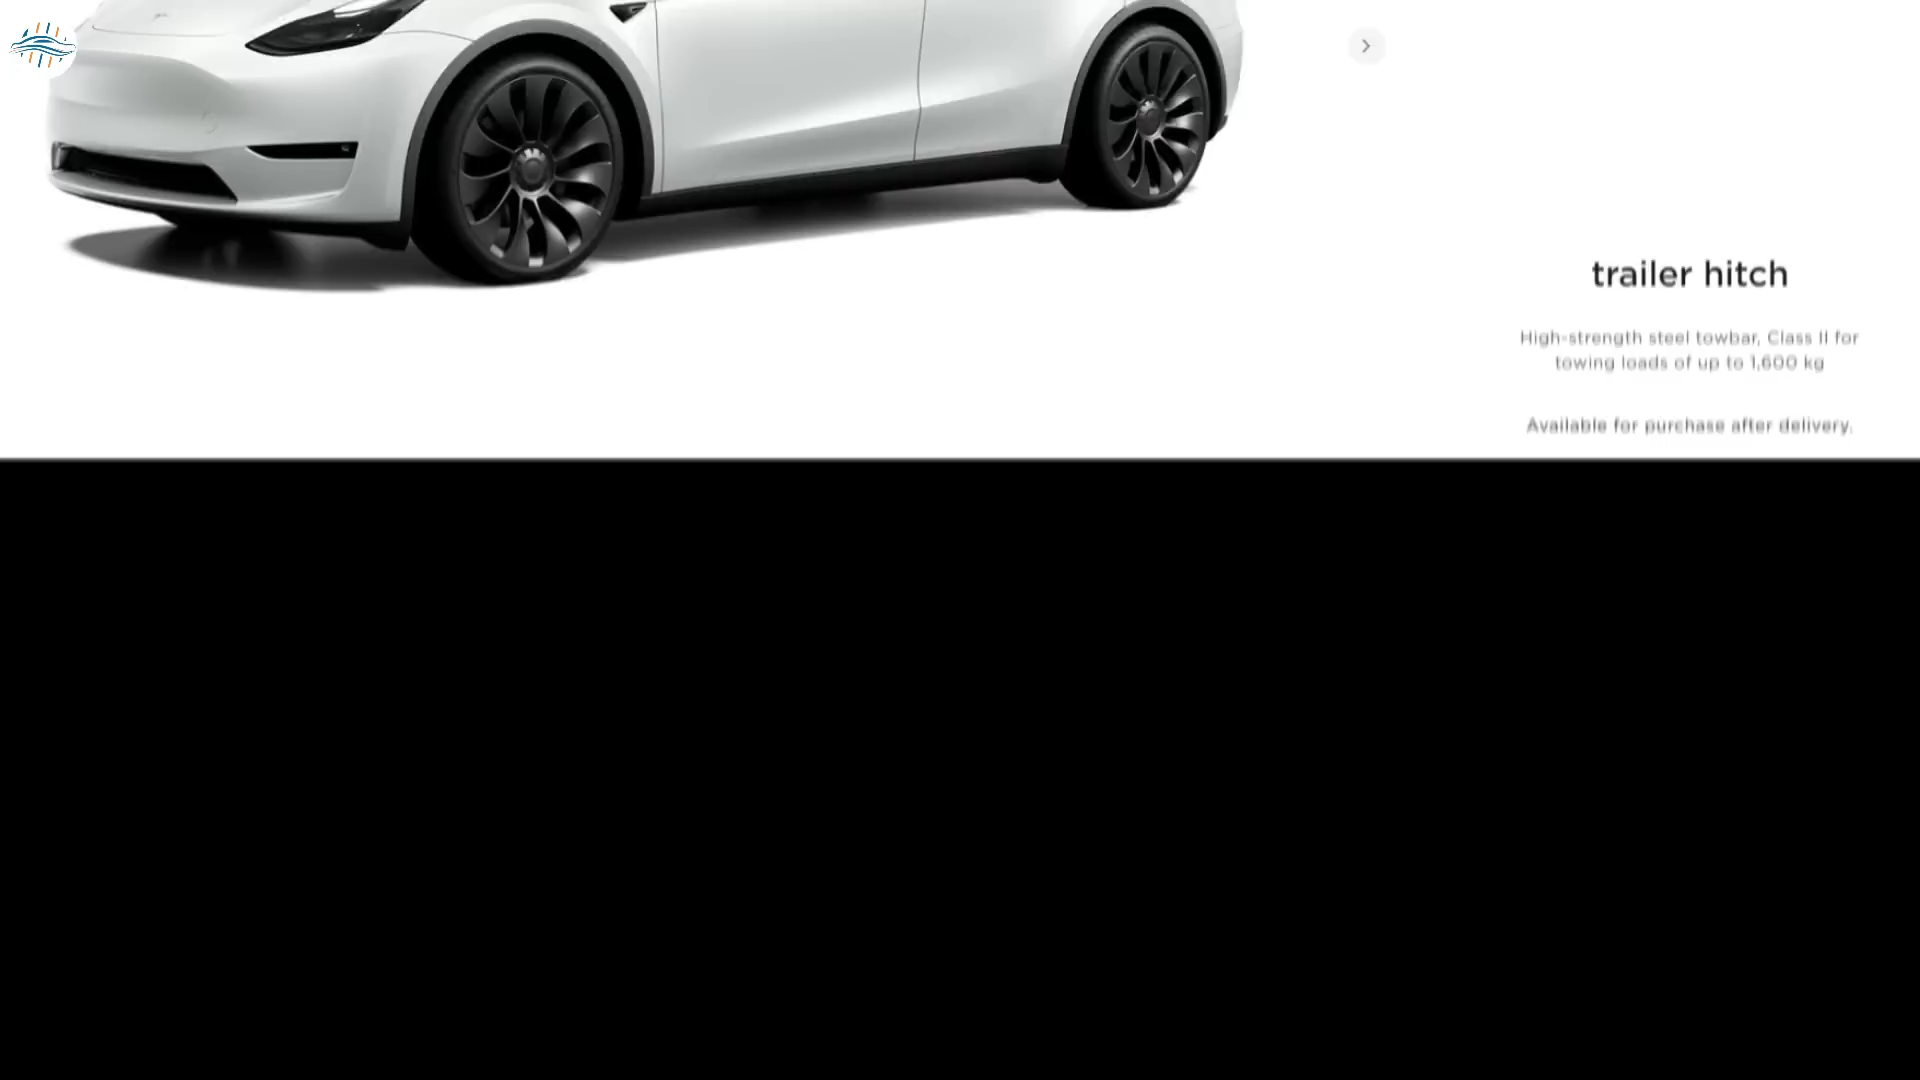 trailer hitch
High-strength steel towbar, Class II for
towing loads of up to 1,600 kg
Available for purchase after delivery.